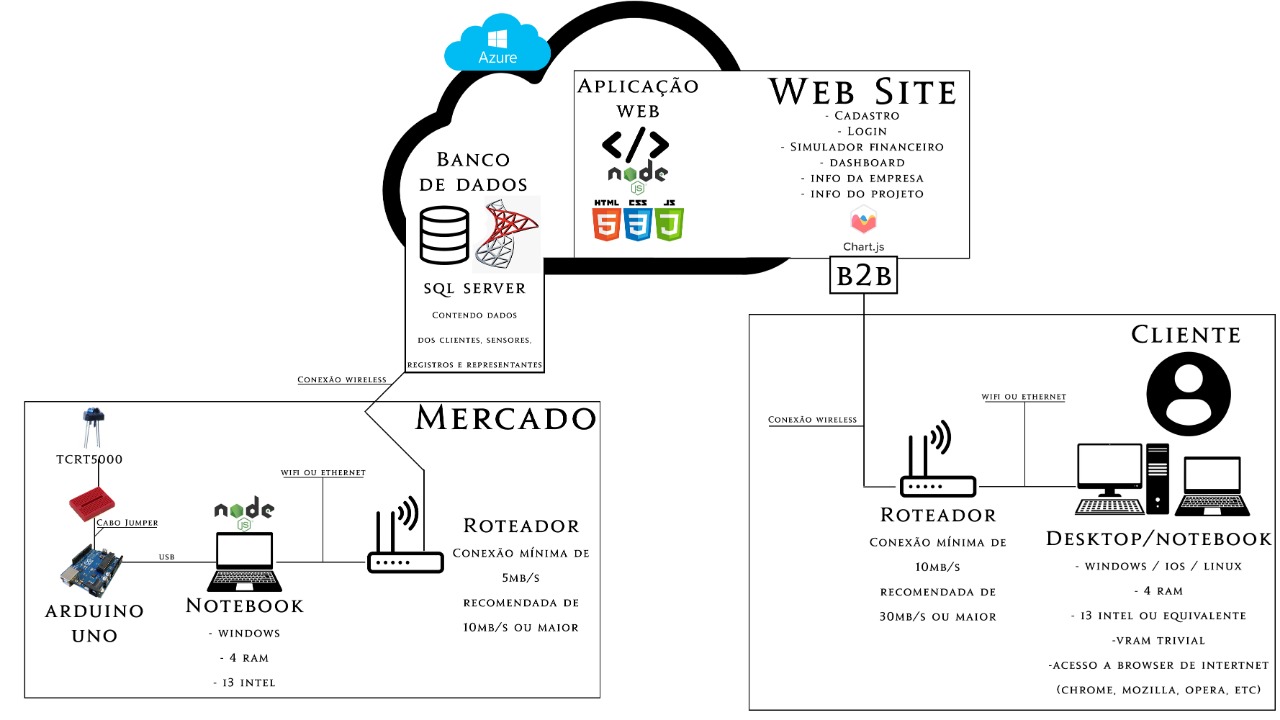 Azure
Aplicação
web
</>
node
JS
HTML CSS JS
5 3 J
Web Site
- Cadastro
- Login
- Simulador financeiro
- dashboard
- info da empresa
- info do projeto
Chart.js
B2B
Banco
de dados
SQL Server
Contendo dados
dos clientes, sensores,
registros e representantes
Conexão wireless
Mercado
TCRT5000
Cabo Jumper
USB
Arduino
Uno
node
JS
Notebook
- Windows
- 4 RAM
- i3 Intel
wifi ou ethernet
Roteador
Conexão mínima de
5mb/s
recomendada de
10mb/s ou maior
Cliente
Conexão wireless
wifi ou ethernet
Roteador
Conexão mínima de
10mb/s
recomendada de
30mb/s ou maior
Desktop/notebook
- Windows / iOS / Linux
- 4 RAM
- i3 Intel ou equivalente
-VRAM trivial
-acesso a browser de intertnet
(Chrome, Mozilla, Opera, etc)